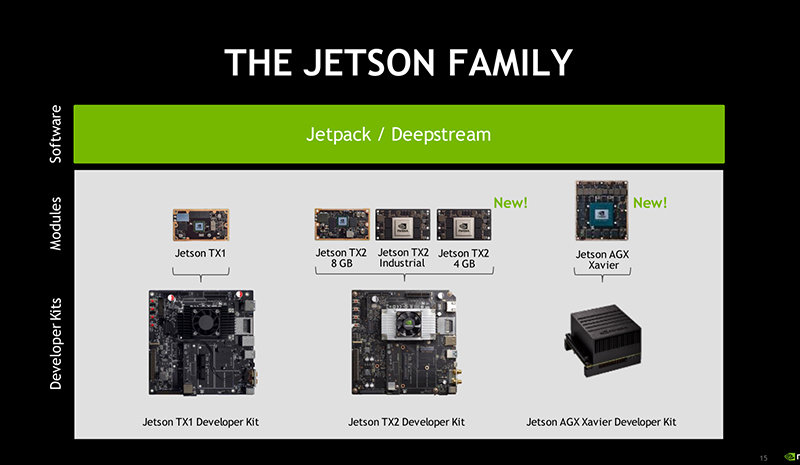 THE JETSON FAMILY
Software
Jetpack / Deepstream
Modules
New!
New!
Jetson TX1
Jetson TX2
8 GB
Jetson TX2
Industrial
Jetson TX2
4 GB
Jetson AGX
Xavier
Developer Kits
Jetson TX1 Developer Kit
Jetson TX2 Developer Kit
Jetson AGX Xavier Developer Kit
15